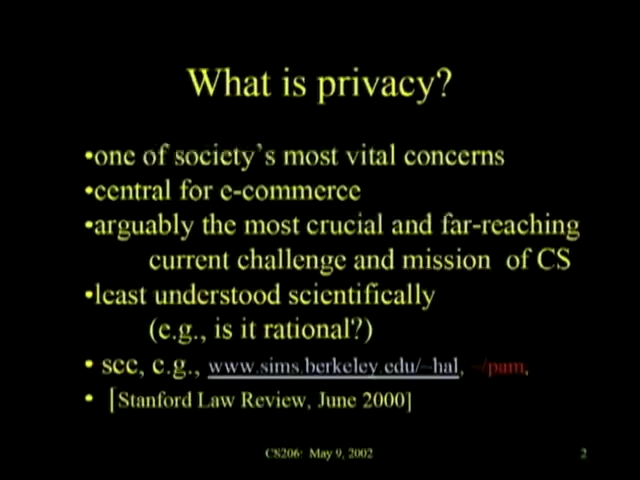 What is privacy?
•one of society's most vital concerns
•central for e-commerce
•arguably the most crucial and far-reaching
current challenge and mission of CS
•least understood scientifically
(e.g., is it rational?)
• see, e.g., www.sims.berkeley.edu/~hal, ~/pam,
• [Stanford Law Review, June 2000]
CS206: May 9, 2002
2